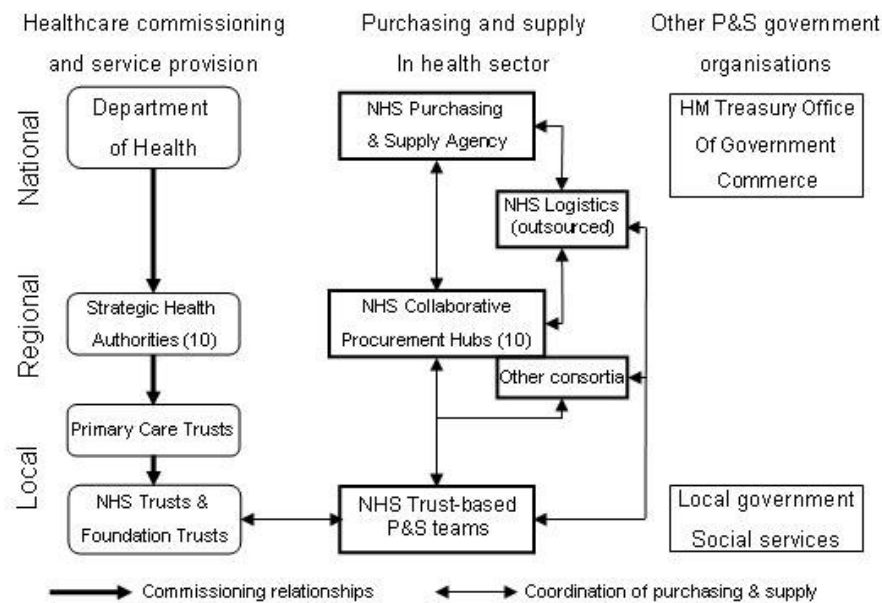 Healthcare commissioning
and service provision
Purchasing and supply
In health sector
Other P&S government
organisations
National
Department
of Health
NHS Purchasing
& Supply Agency
HM Treasury Office
Of Government
Commerce
NHS Logistics
(outsourced)
Regional
Strategic Health
Authorities (10)
NHS Collaborative
Procurement Hubs (10)
Other consortia
Local
Primary Care Trusts
NHS Trusts &
Foundation Trusts
NHS Trust-based
P&S teams
Local government
Social services
Commissioning relationships
Coordination of purchasing & supply